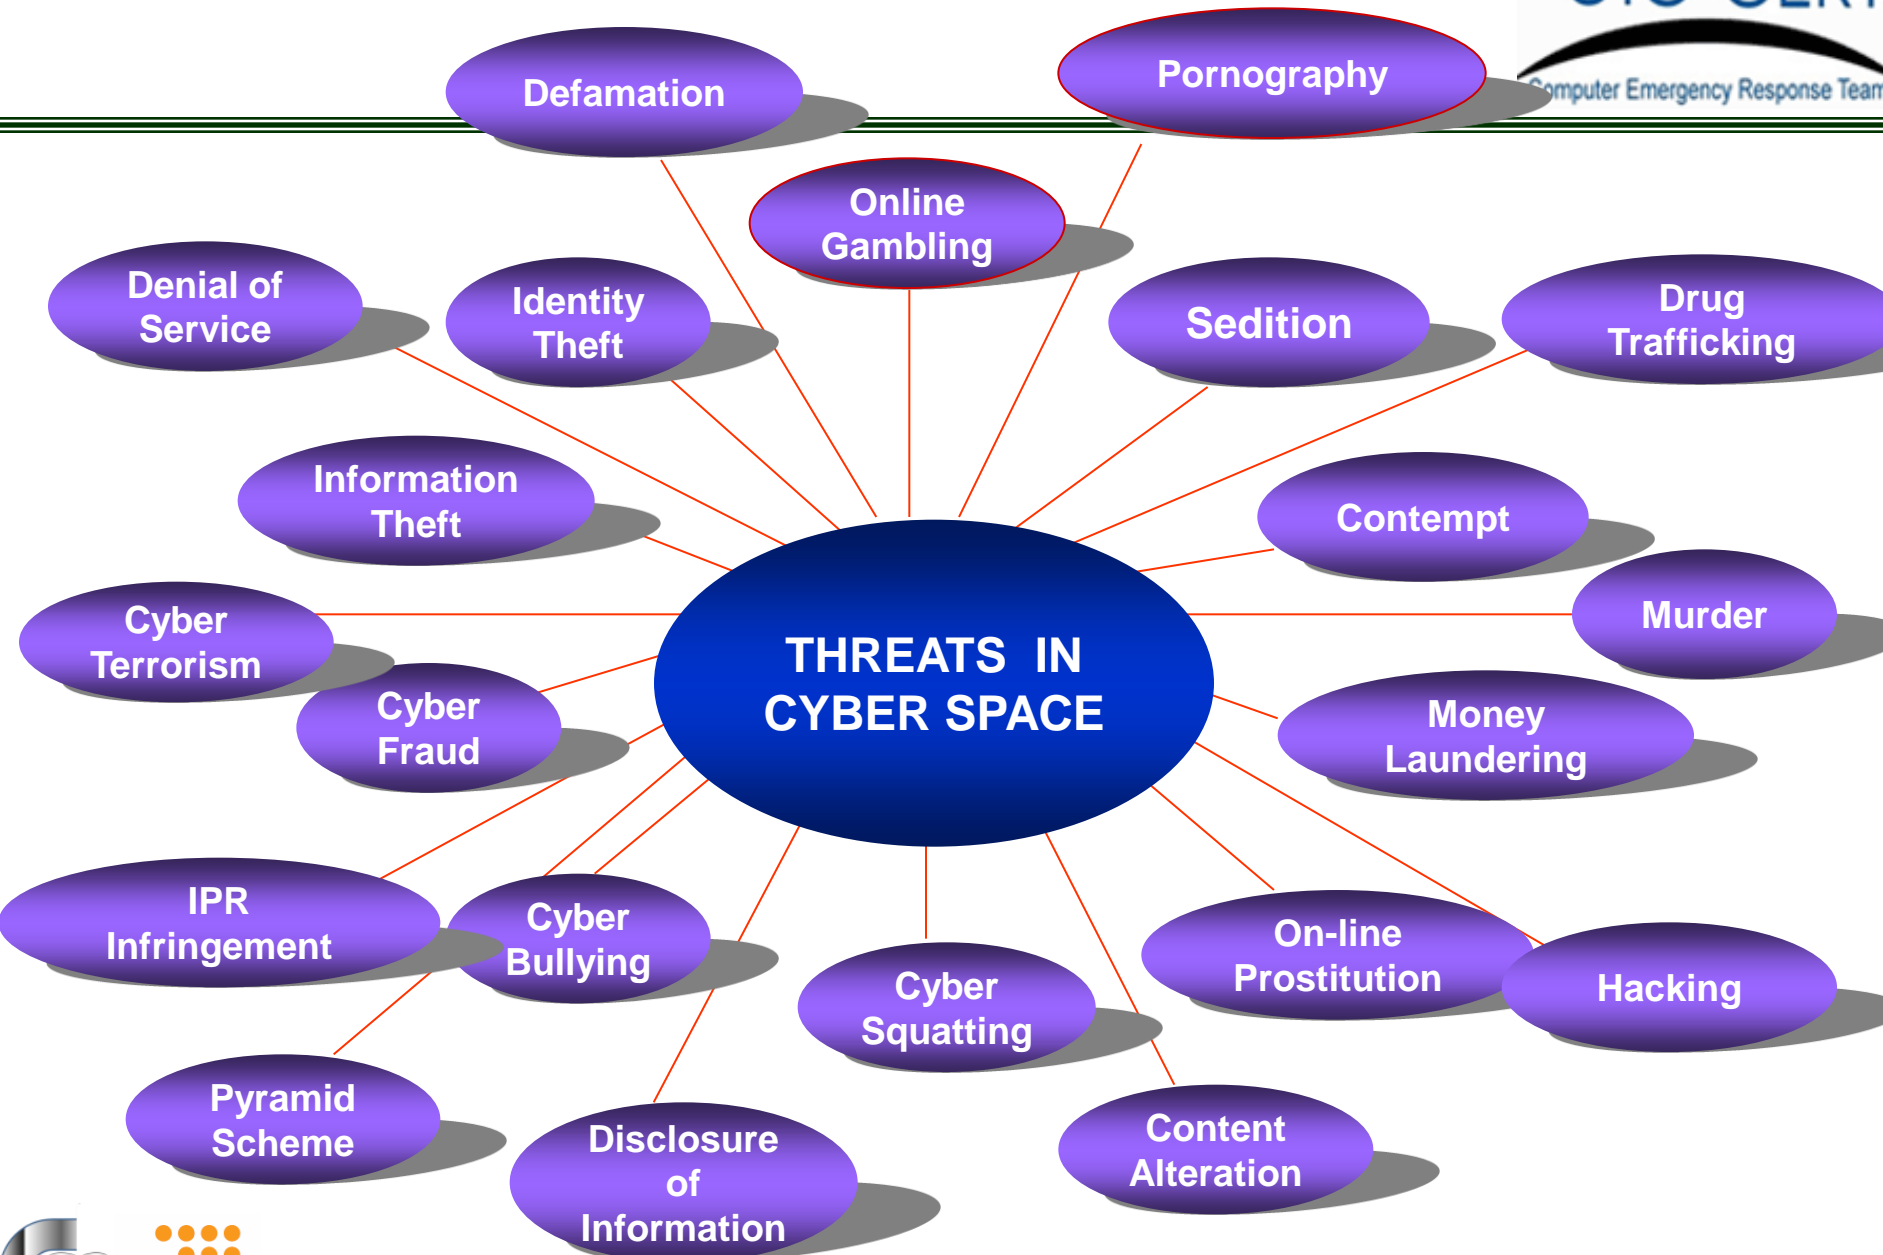 CERT
Computer Emergency Response Team
Defamation
Pornography
Online
Gambling
Denial of
Service
Identity
Theft
Sedition
Drug
Trafficking
Information
Theft
Contempt
Cyber
Terrorism
Murder
THREATS IN
CYBER SPACE
Cyber
Fraud
Money
Laundering
IPR
Infringement
Cyber
Bullying
On-line
Prostitution
Hacking
Cyber
Squatting
Pyramid
Scheme
Disclosure
of
Information
Content
Alteration